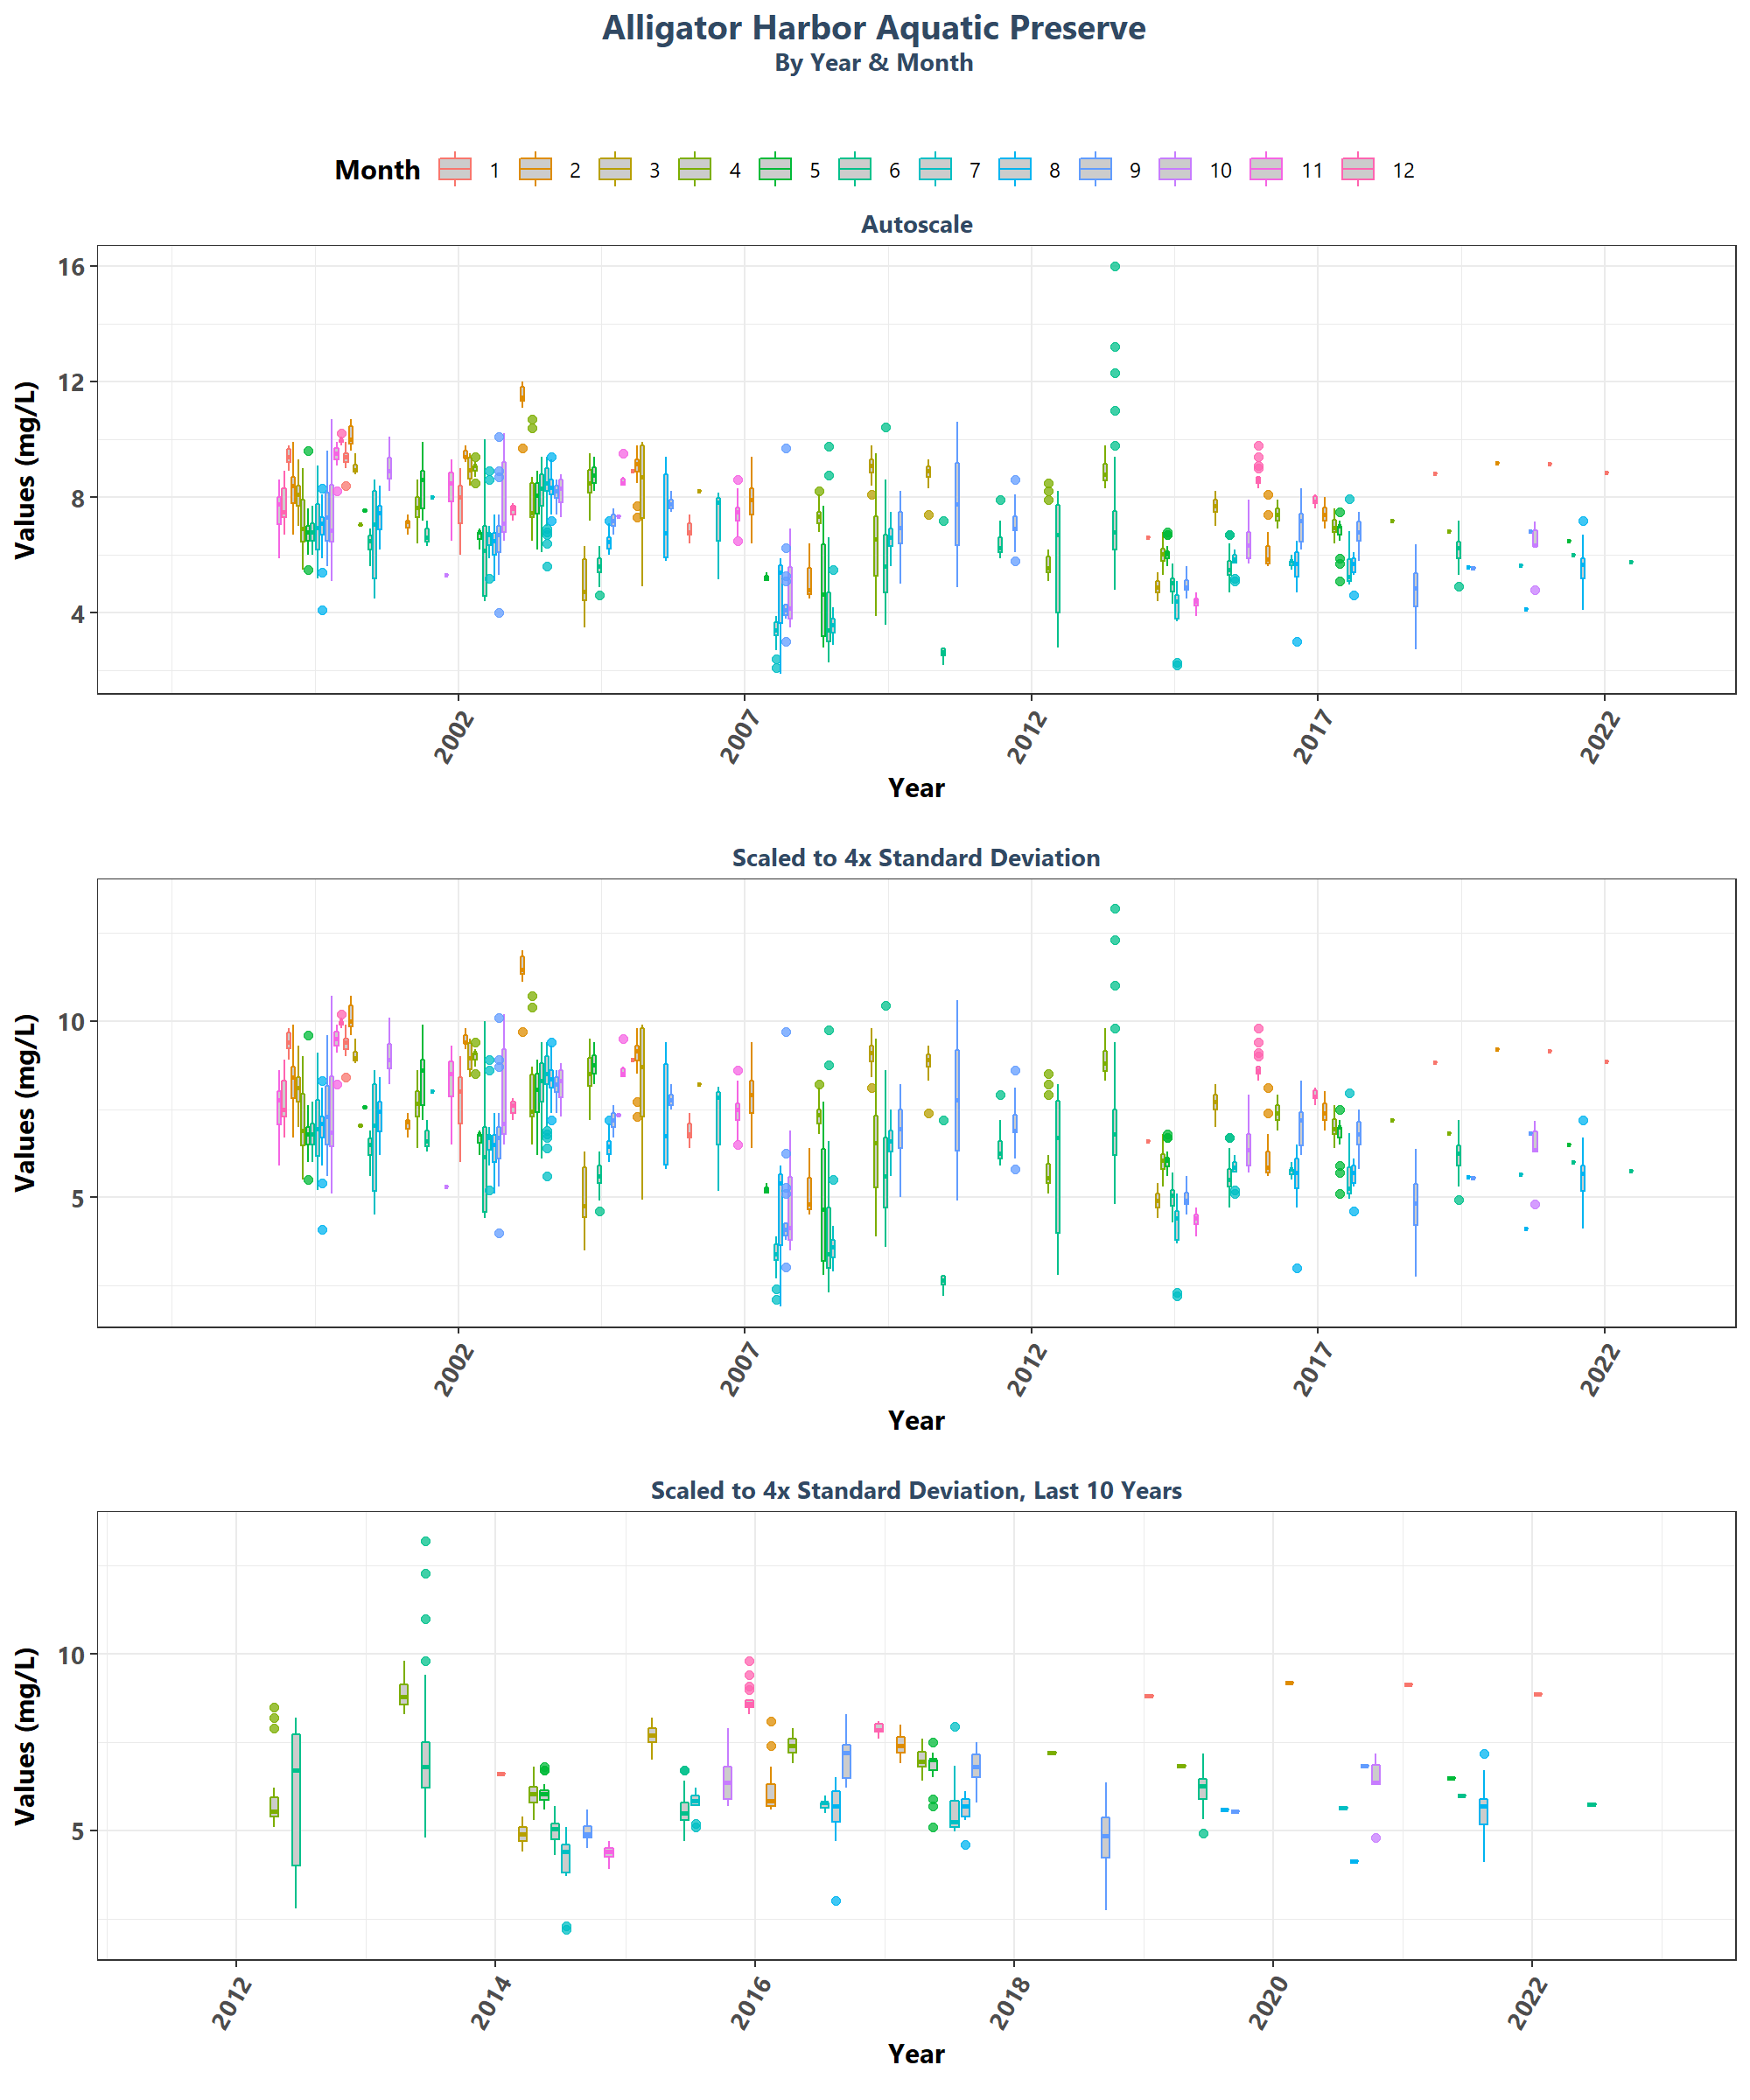 Alligator Harbor Aquatic Preserve
By Year & Month
Month 1 2 3 4 5 6 7 8 9 10 11 12
Autoscale
Values (mg/L)
16
12
8
4
2002 2007 2012 2017 2022
Year
Scaled to 4x Standard Deviation
Values (mg/L)
10
5
2002 2007 2012 2017 2022
Year
Scaled to 4x Standard Deviation, Last 10 Years
Values (mg/L)
10
5
2012 2014 2016 2018 2020 2022
Year